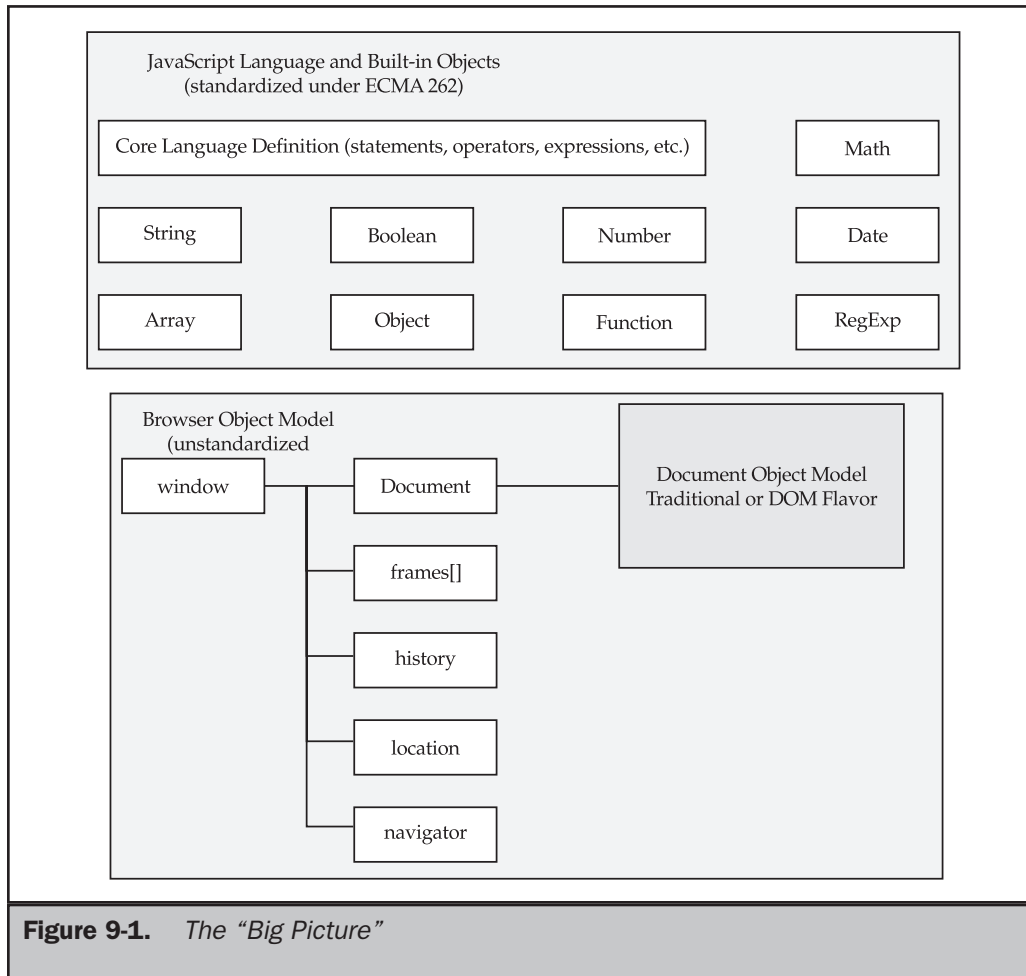 JavaScript Language and Built-in Objects
(standardized under ECMA 262)
Core Language Definition (statements, operators, expressions, etc.)
Math
String
Boolean
Number
Date
Array
Object
Function
RegExp
Browser Object Model
(unstandardized
window
Document
Document Object Model
Traditional or DOM Flavor
frames[]
history
location
navigator
Figure 9-1. The “Big Picture”